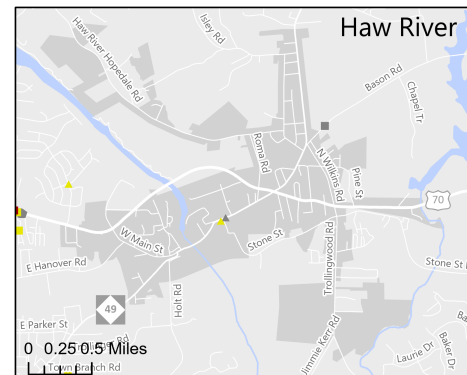 Haw River
Isley Rd
Haw River Hopedale Rd
Bason Rd
Chapel Tr
Roma Rd
N Wilkins Rd
Pine St
70
W Main St
Stone St
Trollingwood Rd
E Hanover Rd
Stone St
Holt Rd
49
E Parker St
Jimmie Kerr Rd
Laurie Dr
Baker Dr
0 0.25 0.5 Miles
Town Branch Rd